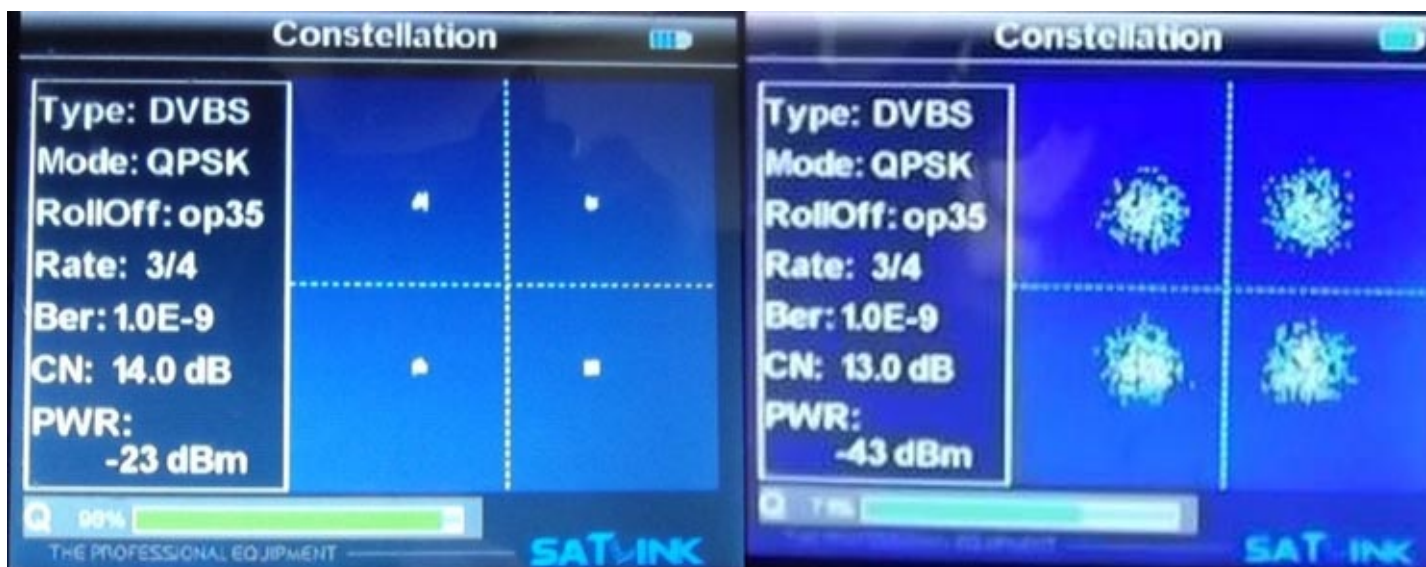 Constellation
Type: DVBS
Mode: QPSK
RollOff: op35
Rate: 3/4
Ber: 1.0E-9
CN: 14.0 dB
PWR:
-23 dBm
Q 90%
THE PROFESSIONAL EQUIPMENT
SATLINK
Constellation
Type: DVBS
Mode: QPSK
RollOff: op35
Rate: 3/4
Ber: 1.0E-9
CN: 13.0 dB
PWR:
-43 dBm
Q
SATLINK